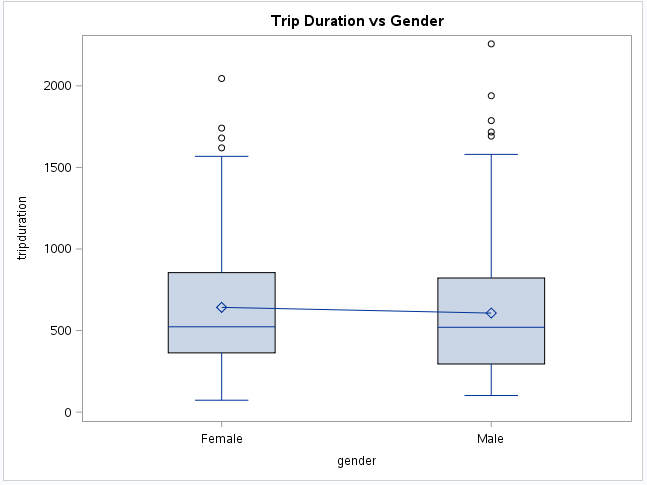 Trip Duration vs Gender
2000
1500
1000
500
0
tripduration
Female
Male
gender